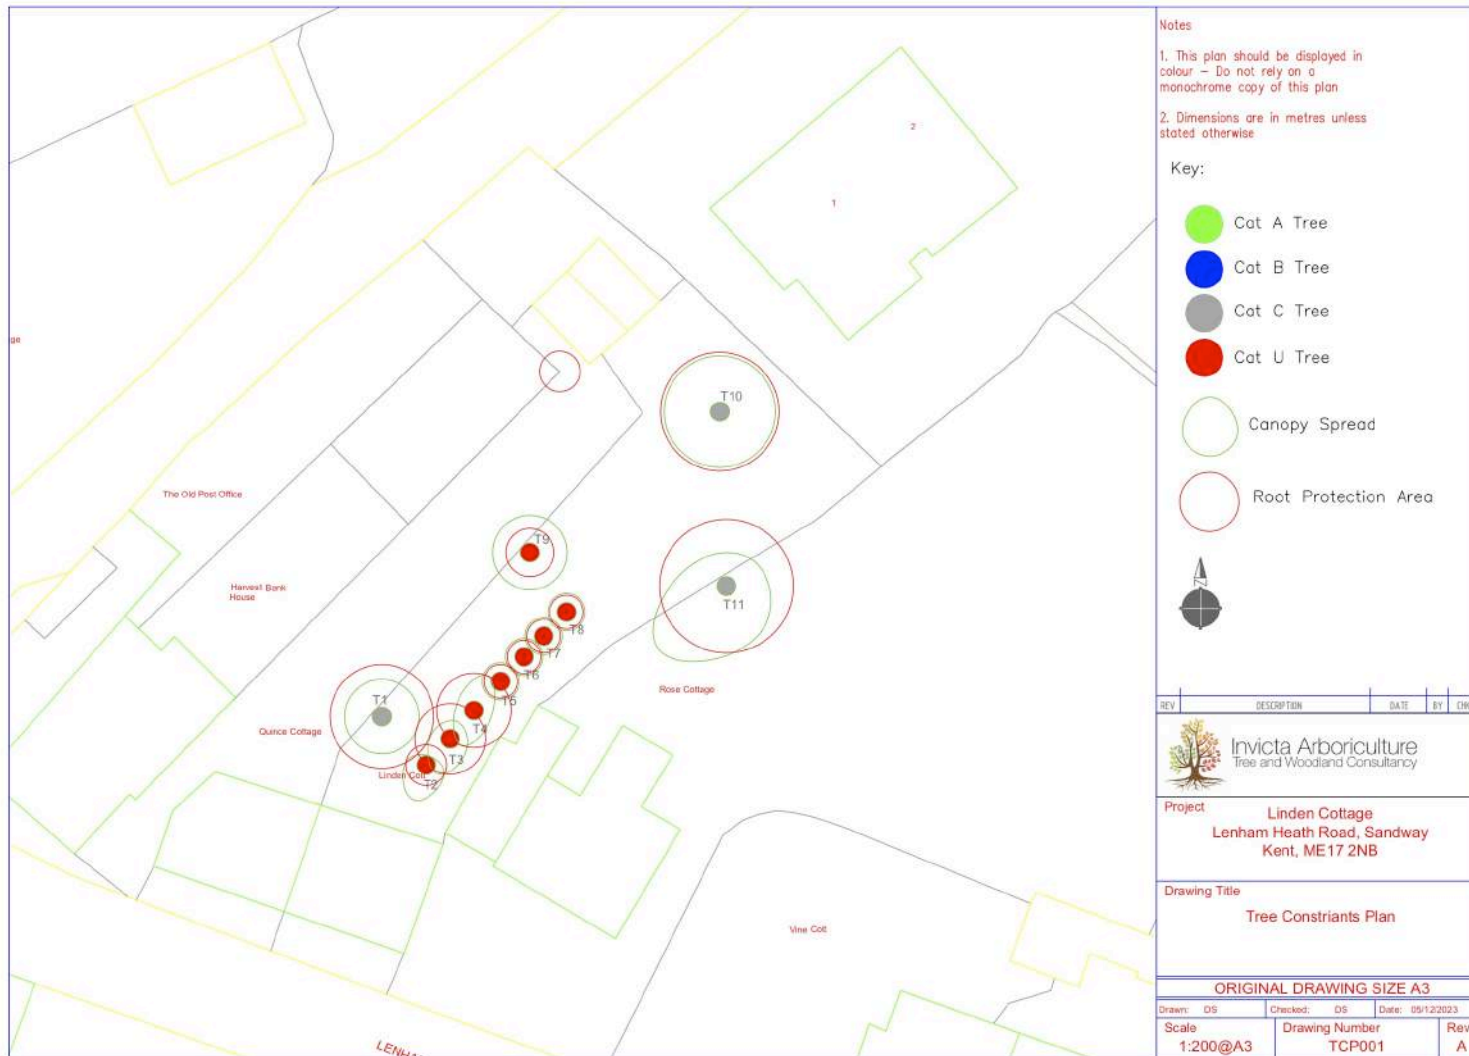 ge
2
1
T10
The Old Post Office
T9
Harvest Bank
House
T11
T8
T7
T6
T5
Rose Cottage
T1
T4
Quince Cottage
T3
Linden Cott
T2
Vine Cott
Notes
1. This plan should be displayed in
colour – Do not rely on a
monochrome copy of this plan
2. Dimensions are in metres unless
stated otherwise
Key:
Cat A Tree
Cat B Tree
Cat C Tree
Cat U Tree
Canopy Spread
Root Protection Area
Z
REV DESCRIPTION DATE BY
Invicta Arboriculture
Tree and Woodland Consultancy
Project
Linden Cottage
Lenham Heath Road, Sandway
Kent, ME17 2NB
Drawing Title
Tree Constriants Plan
ORIGINAL DRAWING SIZE A3
Drawn: DS Checked: DS Date: 05/12/2023
Scale Drawing Number Rev
1:200@A3 TCP001 A